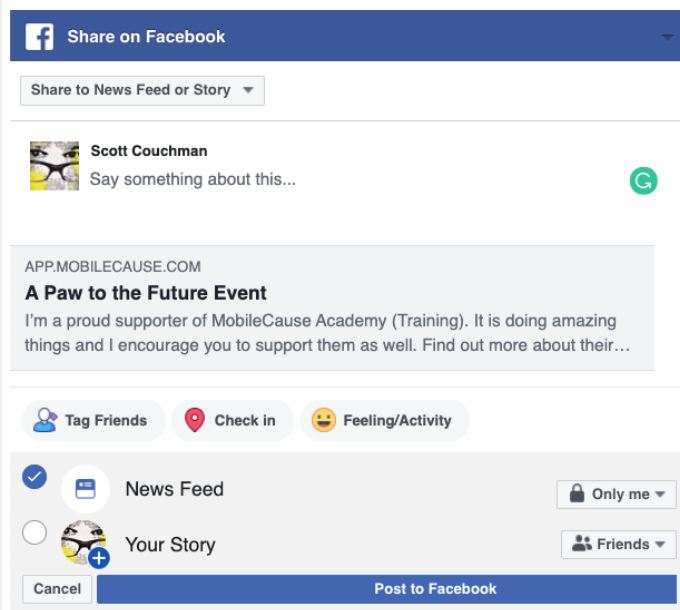 Share on Facebook
Share to News Feed or Story
Scott Couchman
Say something about this...
APP.MOBILECAUSE.COM
A Paw to the Future Event
I'm a proud supporter of MobileCause Academy (Training). It is doing amazing
things and I encourage you to support them as well. Find out more about their…
Tag Friends Check in Feeling/Activity
News Feed Only me
Your Story Friends
Cancel Post to Facebook